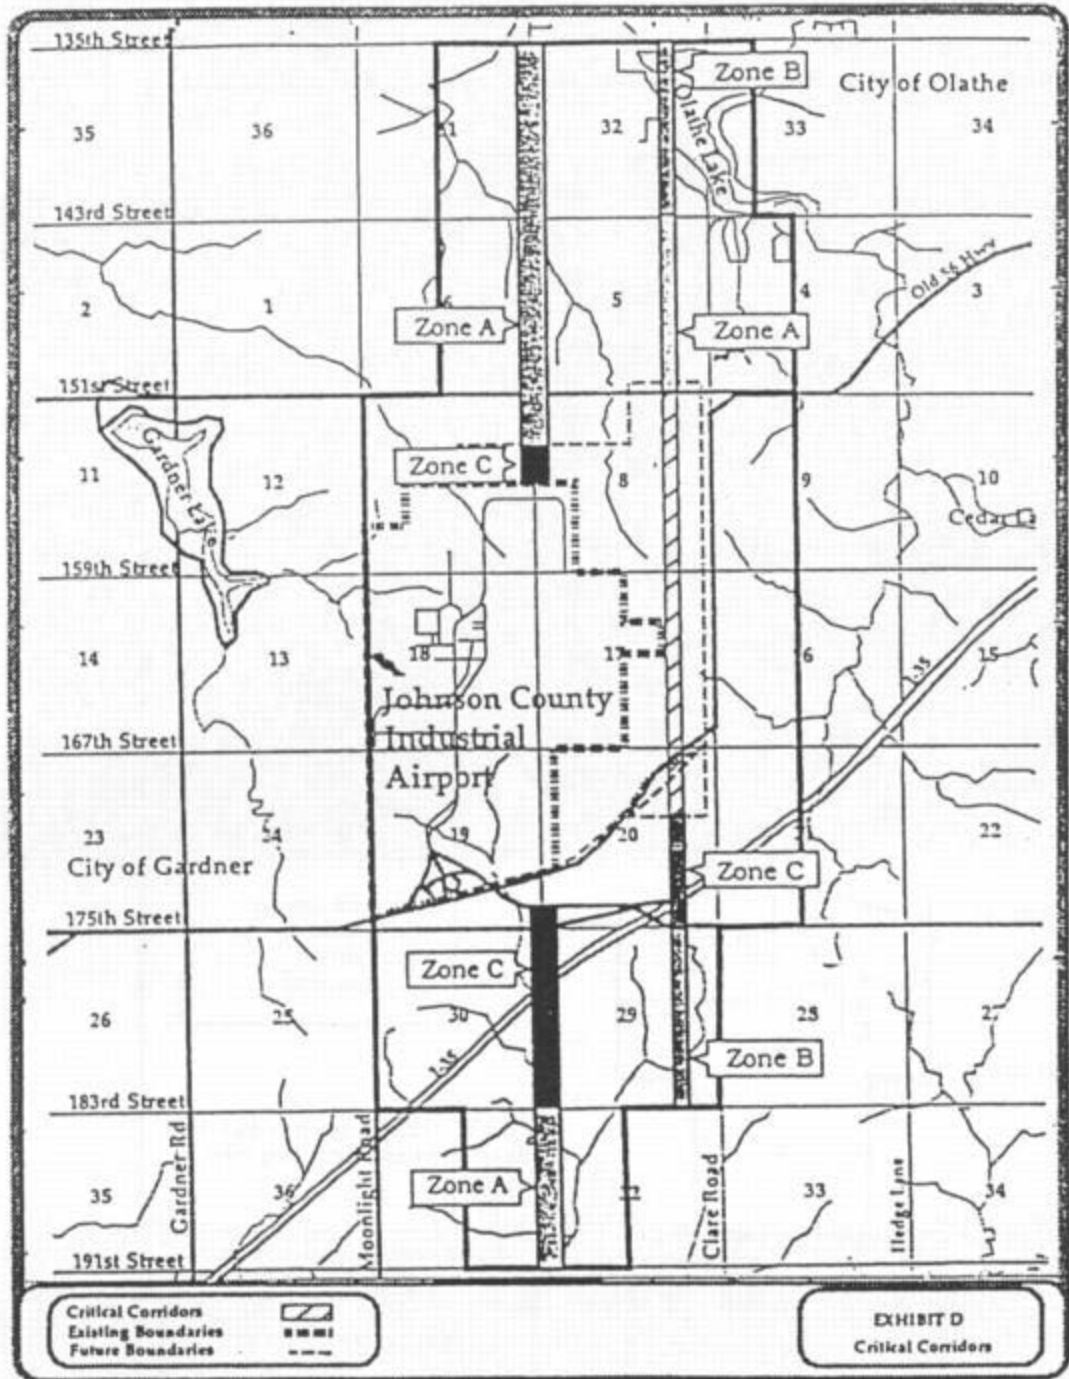 135th Street
Zone B
City of Olathe
35
36
31
32
33
34
Olathe Lake
143rd Street
Old 56 Hwy
2
1
6
5
4
3
Zone A
Zone A
151st Street
Gardner Lake
Zone C
11
12
8
9
10
Cedar La
159th Street
14
13
18
17
16
15
I-35
Johnson County
Industrial
Airport
167th Street
23
24
19
20
22
City of Gardner
Zone C
175th Street
Zone C
26
25
30
29
28
27
I-35
Zone B
183rd Street
Gardner Rd
Moonlight Road
Clare Road
Hedge Lane
35
36
Zone A
33
34
191st Street
Critical Corridors
Existing Boundaries
Future Boundaries
EXHIBIT D
Critical Corridors